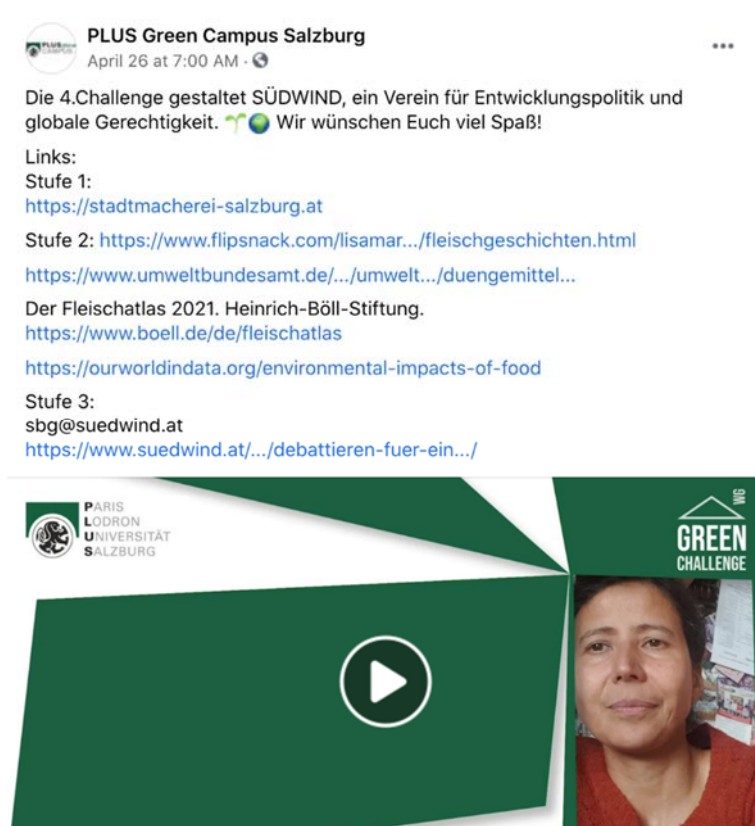 PLUS Green Campus Salzburg
April 26 at 7:00 AM ·
Die 4.Challenge gestaltet SÜDWIND, ein Verein für Entwicklungspolitik und
globale Gerechtigkeit. 🌱🌍 Wir wünschen Euch viel Spaß!
Links:
Stufe 1:
https://stadtmacherei-salzburg.at
Stufe 2: https://www.flipsnack.com/lisamar.../fleischgeschichten.html
https://www.umweltbundesamt.de/.../umwelt.../duengemittel...
Der Fleischatlas 2021. Heinrich-Böll-Stiftung.
https://www.boell.de/de/fleischatlas
https://ourworldindata.org/environmental-impacts-of-food
Stufe 3:
sbg@suedwind.at
https://www.suedwind.at/.../debattieren-fuer-ein.../
PARIS
LODRON
UNIVERSITÄT
SALZBURG
WG
GREEN
CHALLENGE